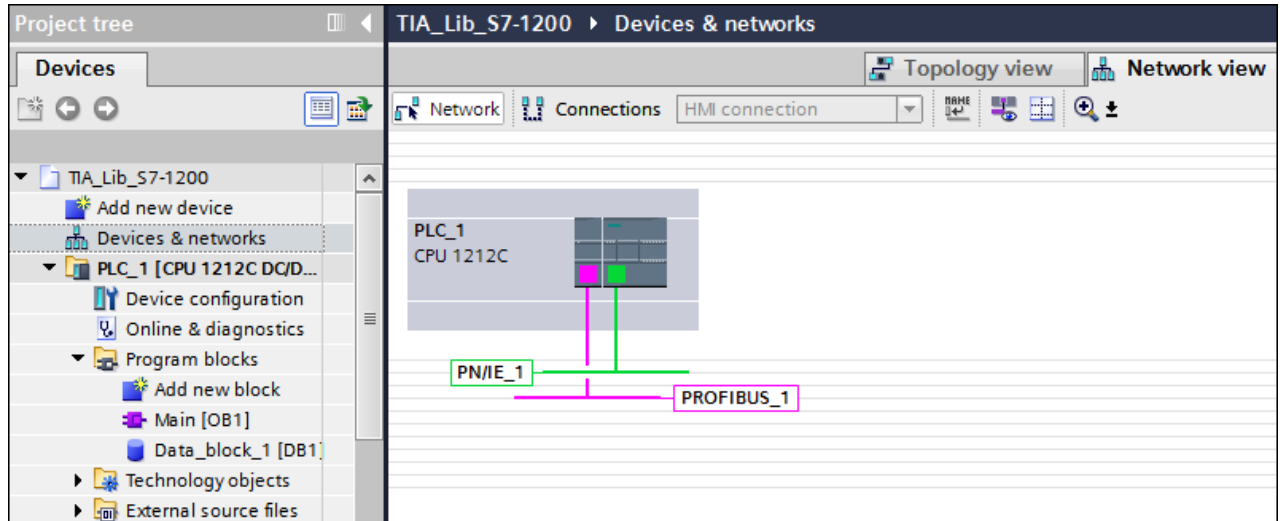 Project tree
TIA_Lib_S7-1200 ▸ Devices & networks
Devices
Topology view
Network view
Network
Connections
HMI connection
NAME
TIA_Lib_S7-1200
Add new device
Devices & networks
PLC_1 [CPU 1212C DC/D...
Device configuration
Online & diagnostics
Program blocks
Add new block
Main [OB1]
Data_block_1 [DB1]
Technology objects
External source files
PLC_1
CPU 1212C
PN/IE_1
PROFIBUS_1